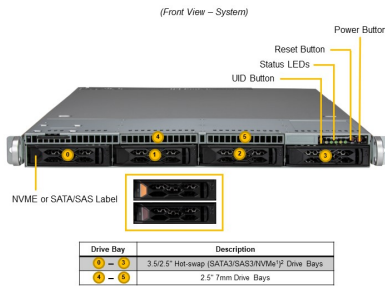 (Front View – System)
Power Button
Reset Button
Status LEDs
UID Button
4
5
0
1
2
3
NVME or SATA/SAS Label
Drive Bay
Description
0 – 3
3.5/2.5" Hot-swap (SATA3/SAS3/NVMe¹)² Drive Bays
4 – 5
2.5" 7mm Drive Bays